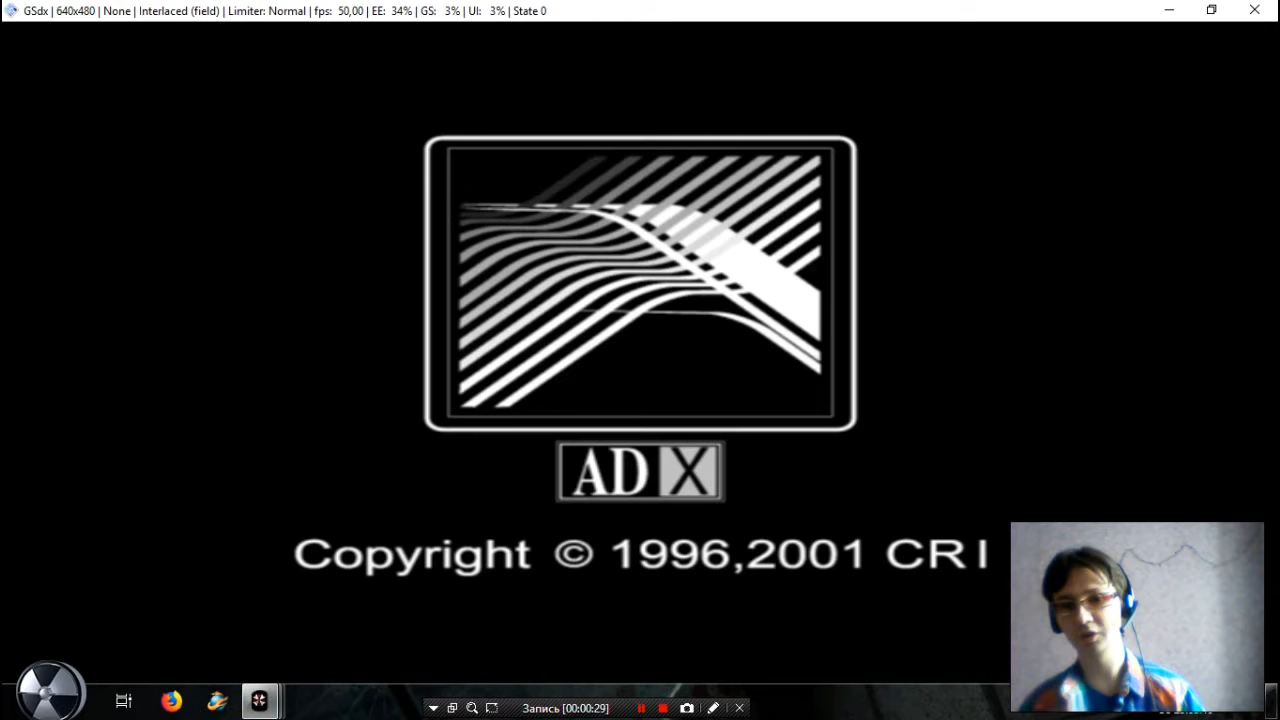 GSdx | 640x480 | None | Interlaced (field) | Limiter: Normal | fps: 50,00 | EE: 34% | GS: 3% | UI: 3% | State 0
ADX
Copyright © 1996,2001 CRI
Запись [00:00:29]